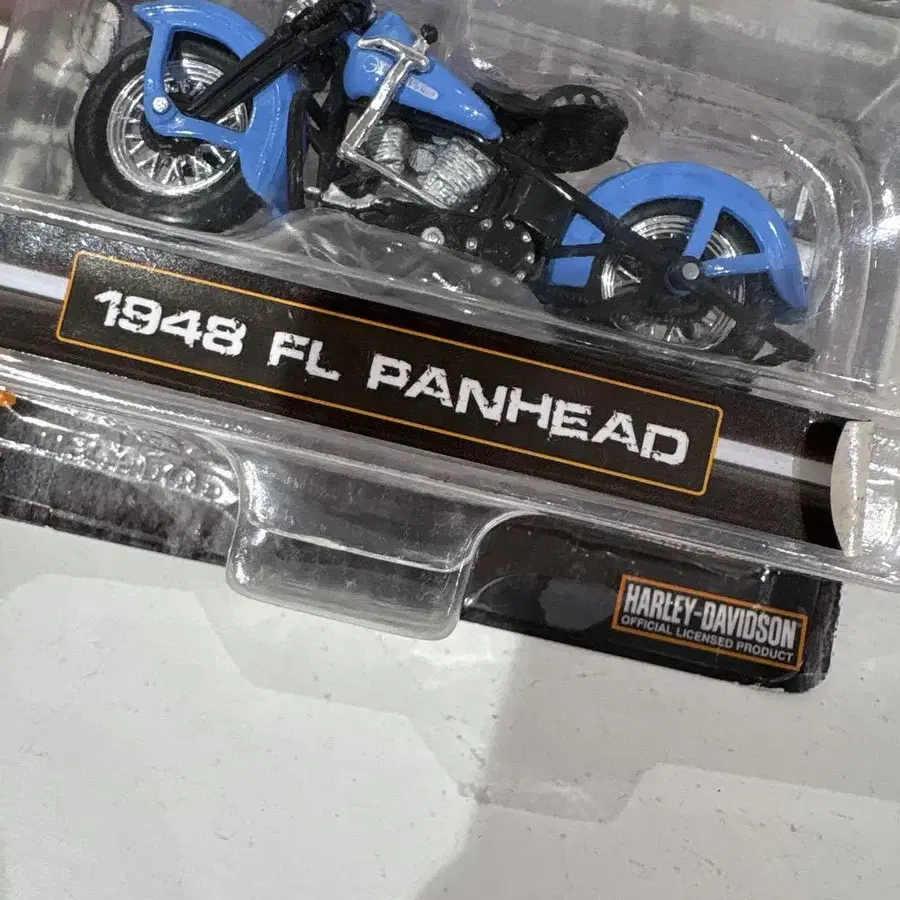 1948 FL PANHEAD
HARLEY-DAVIDSON
OFFICIAL LICENSED PRODUCT